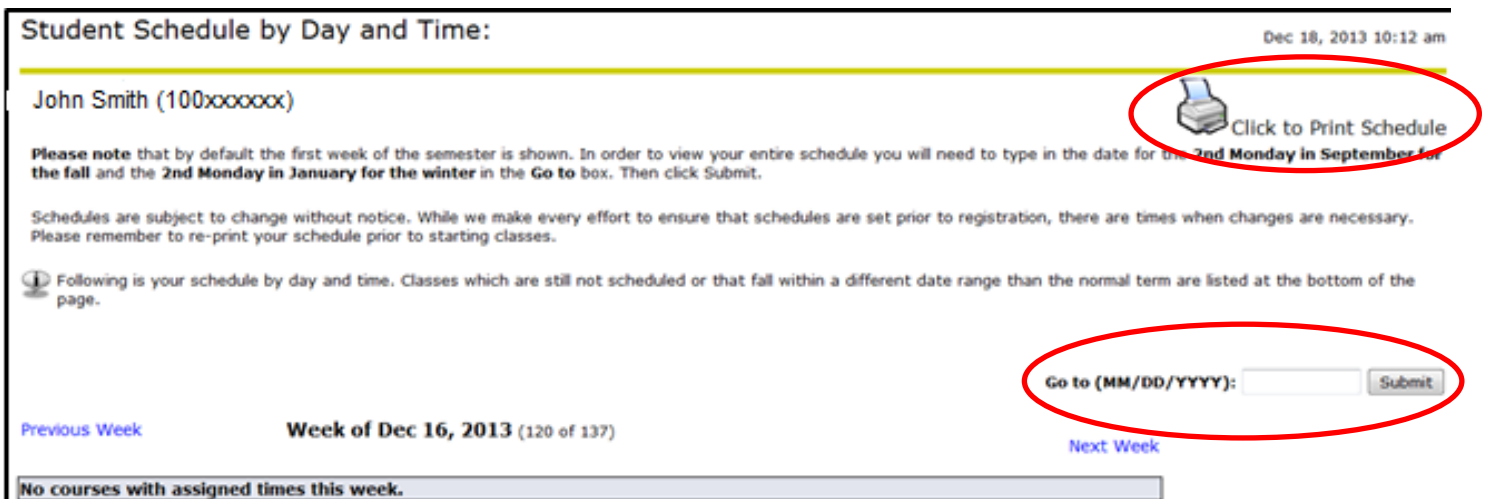 Student Schedule by Day and Time:
Dec 18, 2013 10:12 am
John Smith (100xxxxxx)
Click to Print Schedule
Please note that by default the first week of the semester is shown. In order to view your entire schedule you will need to type in the date for the 2nd Monday in September for
the fall and the 2nd Monday in January for the winter in the Go to box. Then click Submit.
Schedules are subject to change without notice. While we make every effort to ensure that schedules are set prior to registration, there are times when changes are necessary.
Please remember to re-print your schedule prior to starting classes.
Following is your schedule by day and time. Classes which are still not scheduled or that fall within a different date range than the normal term are listed at the bottom of the
page.
Go to (MM/DD/YYYY): Submit
Previous Week Week of Dec 16, 2013 (120 of 137)
Next Week
No courses with assigned times this week.